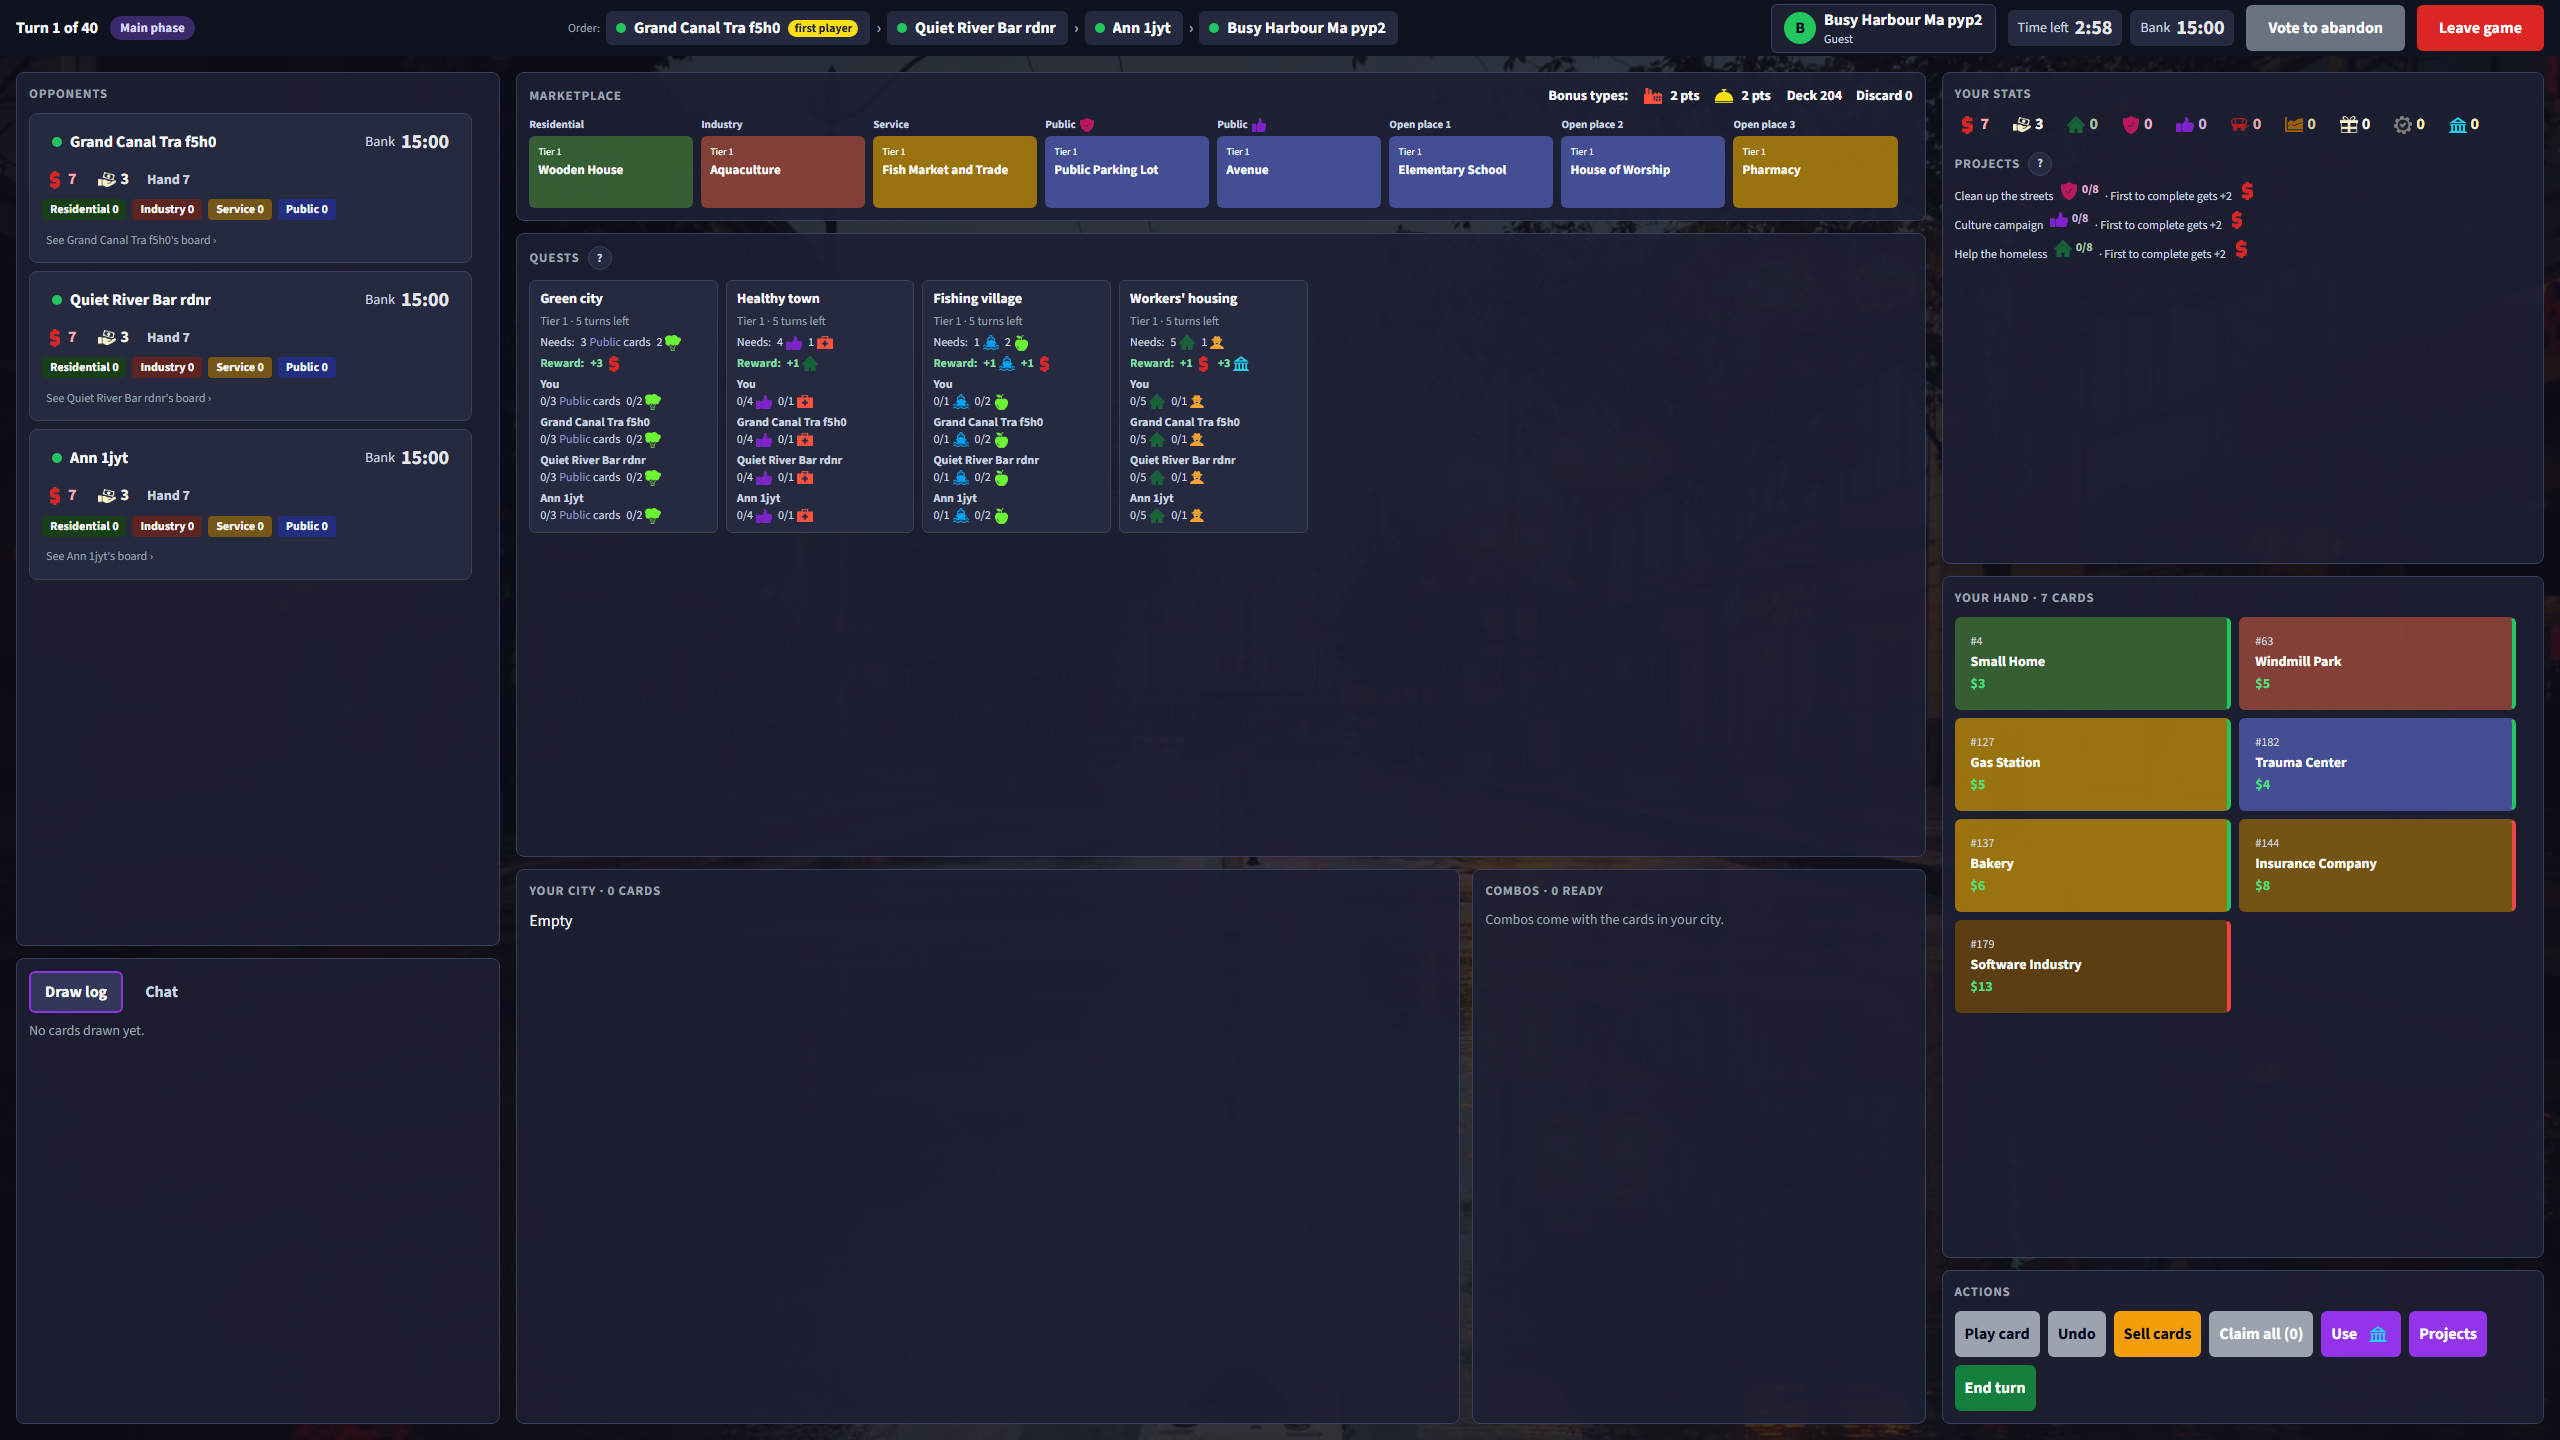 Turn 1 of 40 Main phase
Order: Grand Canal Tra f5h0 first player › Quiet River Bar rdnr › Ann 1jyt › Busy Harbour Ma pyp2
B Busy Harbour Ma pyp2
Guest
Time left 2:58
Bank 15:00
Vote to abandon
Leave game
OPPONENTS
Grand Canal Tra f5h0 Bank 15:00
7 3 Hand 7
Residential 0 Industry 0 Service 0 Public 0
See Grand Canal Tra f5h0's board ›
Quiet River Bar rdnr Bank 15:00
7 3 Hand 7
Residential 0 Industry 0 Service 0 Public 0
See Quiet River Bar rdnr's board ›
Ann 1jyt Bank 15:00
7 3 Hand 7
Residential 0 Industry 0 Service 0 Public 0
See Ann 1jyt's board ›
Draw log Chat
No cards drawn yet.
MARKETPLACE
Bonus types: 2 pts 2 pts Deck 204 Discard 0
Residential
Tier 1
Wooden House
Industry
Tier 1
Aquaculture
Service
Tier 1
Fish Market and Trade
Public
Tier 1
Public Parking Lot
Public
Tier 1
Avenue
Open place 1
Tier 1
Elementary School
Open place 2
Tier 1
House of Worship
Open place 3
Tier 1
Pharmacy
QUESTS ?
Green city
Tier 1 · 5 turns left
Needs: 3 Public cards 2
Reward: +3
You
0/3 Public cards 0/2
Grand Canal Tra f5h0
0/3 Public cards 0/2
Quiet River Bar rdnr
0/3 Public cards 0/2
Ann 1jyt
0/3 Public cards 0/2
Healthy town
Tier 1 · 5 turns left
Needs: 4 1
Reward: +1
You
0/4 0/1
Grand Canal Tra f5h0
0/4 0/1
Quiet River Bar rdnr
0/4 0/1
Ann 1jyt
0/4 0/1
Fishing village
Tier 1 · 5 turns left
Needs: 1 2
Reward: +1 +1
You
0/1 0/2
Grand Canal Tra f5h0
0/1 0/2
Quiet River Bar rdnr
0/1 0/2
Ann 1jyt
0/1 0/2
Workers' housing
Tier 1 · 5 turns left
Needs: 5 1
Reward: +1 +3
You
0/5 0/1
Grand Canal Tra f5h0
0/5 0/1
Quiet River Bar rdnr
0/5 0/1
Ann 1jyt
0/5 0/1
YOUR CITY · 0 CARDS
Empty
COMBOS · 0 READY
Combos come with the cards in your city.
YOUR STATS
7 3 0 0 0 0 0 0 0 0
PROJECTS ?
Clean up the streets 0/8 · First to complete gets +2
Culture campaign 0/8 · First to complete gets +2
Help the homeless 0/8 · First to complete gets +2
YOUR HAND · 7 CARDS
#4
Small Home
$3
#63
Windmill Park
$5
#127
Gas Station
$5
#182
Trauma Center
$4
#137
Bakery
$6
#144
Insurance Company
$8
#179
Software Industry
$13
ACTIONS
Play card
Undo
Sell cards
Claim all (0)
Use
Projects
End turn